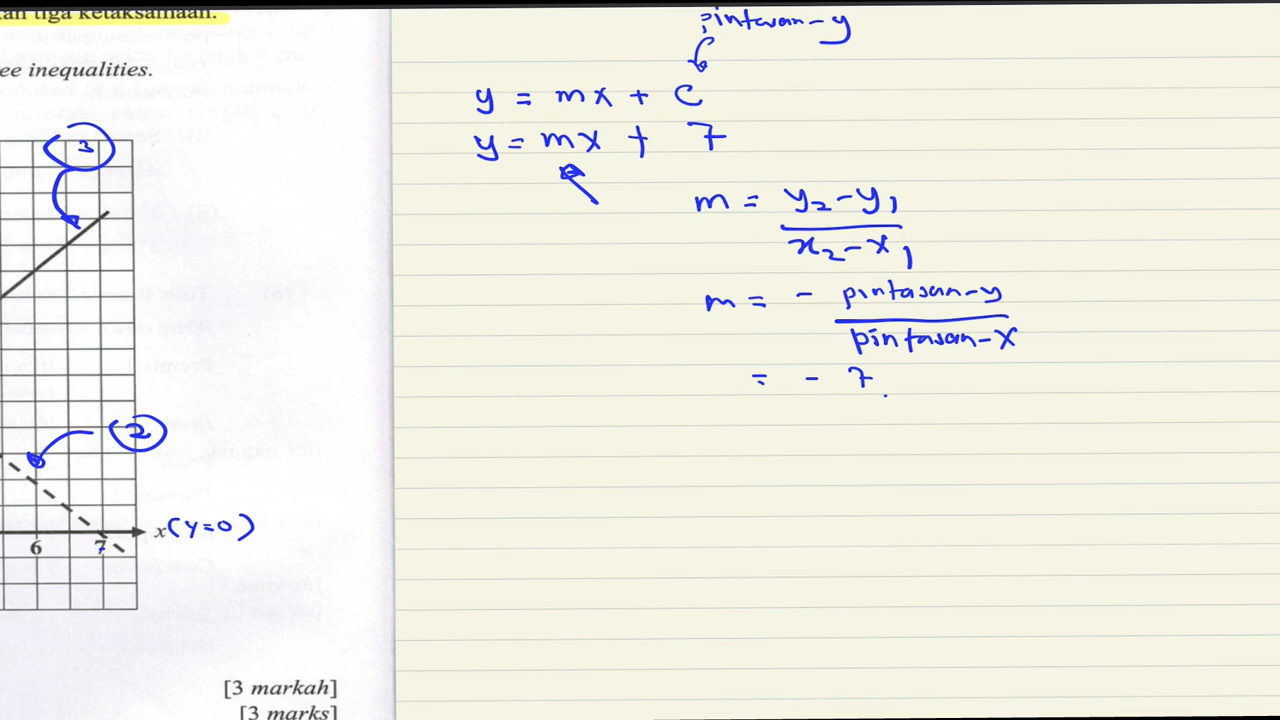 tiga ketaksamaan.
ee inequalities.
3
2
x (y=0)
6
7
[3 markah]
[3 marks]
pintasan-y
y = mx + c
y = mx + 7
m = y₂-y₁
x₂-x₁
m = - pintasan-y
pintasan-x
= - 7